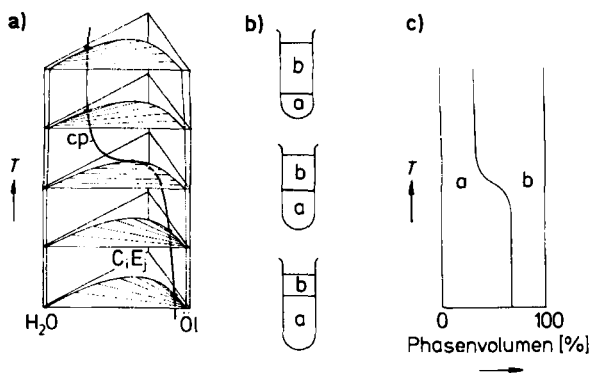 a)
T
cp
CᵢEⱼ
H₂O
Öl
b)
b
a
b
a
b
a
c)
T
a
b
0
100
Phasenvolumen [%]